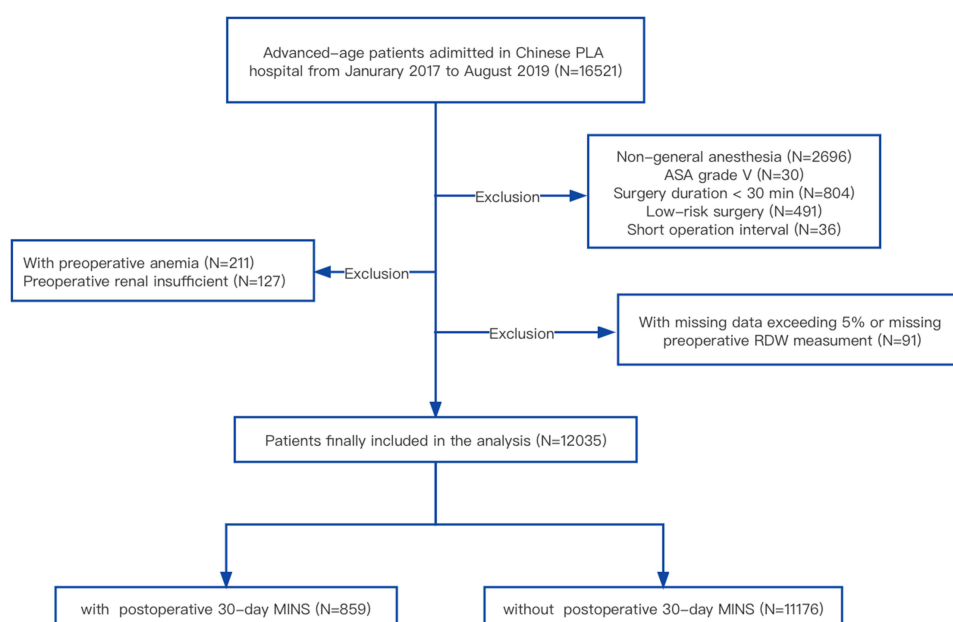 Advanced-age patients adimitted in Chinese PLA
hospital from Janurary 2017 to August 2019 (N=16521)
Non-general anesthesia (N=2696)
ASA grade V (N=30)
Surgery duration < 30 min (N=804)
Low-risk surgery (N=491)
Short operation interval (N=36)
Exclusion
With preoperative anemia (N=211)
Preoperative renal insufficient (N=127)
Exclusion
With missing data exceeding 5% or missing
preoperative RDW measument (N=91)
Exclusion
Patients finally included in the analysis (N=12035)
with postoperative 30-day MINS (N=859)
without postoperative 30-day MINS (N=11176)